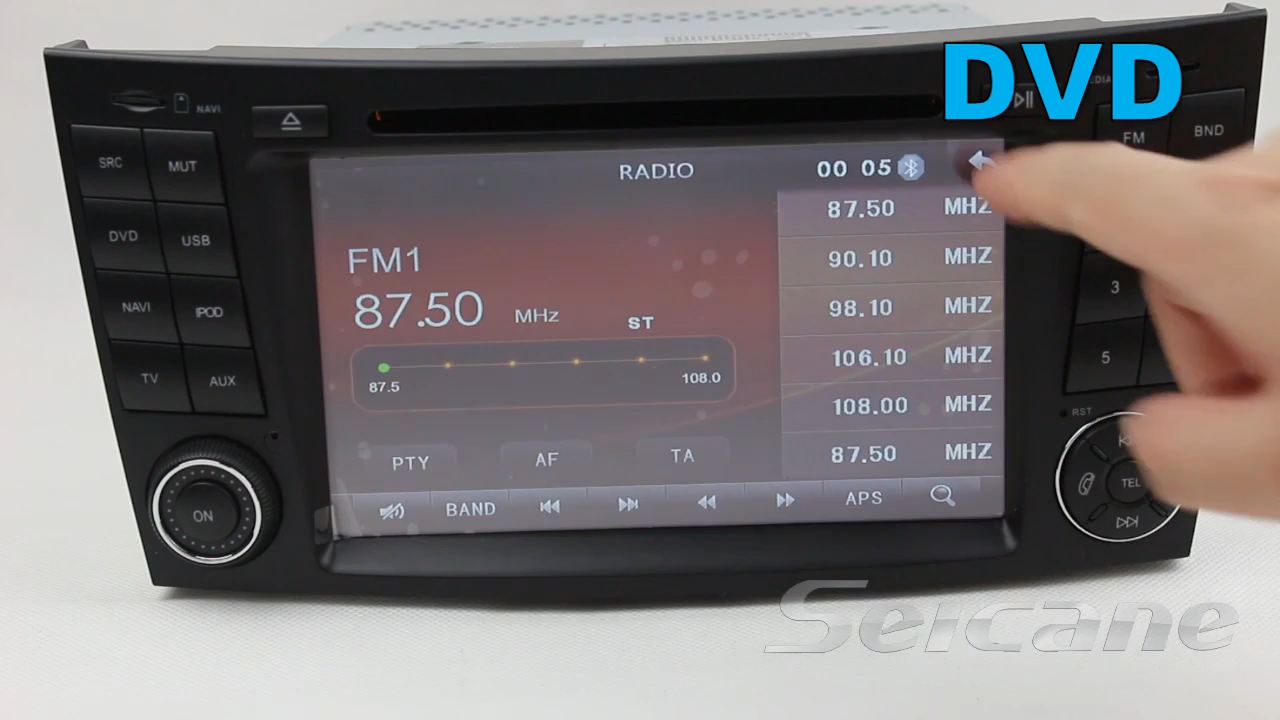 DVD
NAVI
FM
BND
SRC
MUT
DVD
USB
NAVI
IPOD
TV
AUX
ON
RADIO
00 05
FM1
87.50 MHz
ST
87.5
108.0
PTY
AF
TA
BAND
APS
87.50 MHZ
90.10 MHZ
98.10 MHZ
106.10 MHZ
108.00 MHZ
87.50 MHZ
3
5
RST
TEL
Seicane